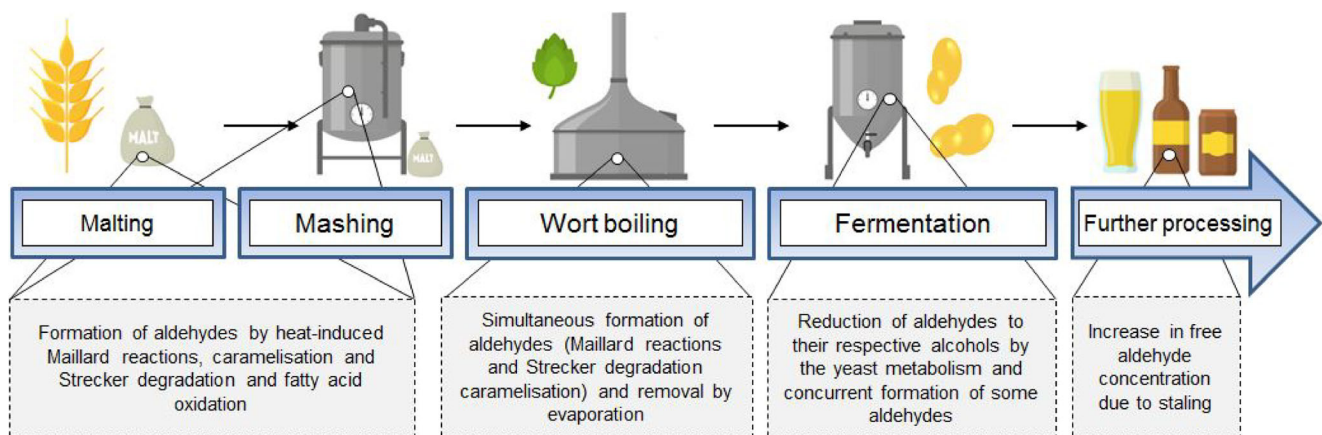 MALT
MALT
Malting
Mashing
Wort boiling
Fermentation
Further processing
Formation of aldehydes by heat-induced
Maillard reactions, caramelisation and
Strecker degradation and fatty acid
oxidation
Simultaneous formation of
aldehydes (Maillard reactions
and Strecker degradation
caramelisation) and removal by
evaporation
Reduction of aldehydes to
their respective alcohols by
the yeast metabolism and
concurrent formation of some
aldehydes
Increase in free
aldehyde
concentration
due to staling